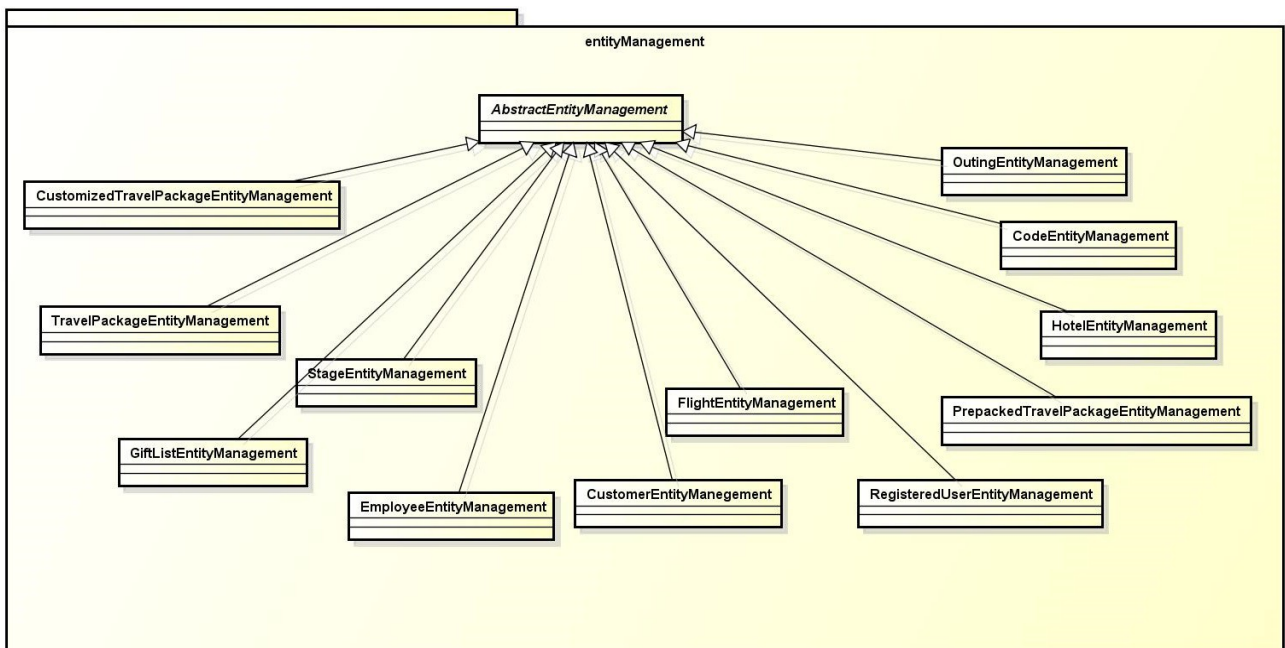 entityManagement
AbstractEntityManagement
OutingEntityManagement
CustomizedTravelPackageEntityManagement
CodeEntityManagement
TravelPackageEntityManagement
HotelEntityManagement
StageEntityManagement
FlightEntityManagement
PrepackedTravelPackageEntityManagement
GiftListEntityManagement
CustomerEntityManegement
RegisteredUserEntityManagement
EmployeeEntityManagement